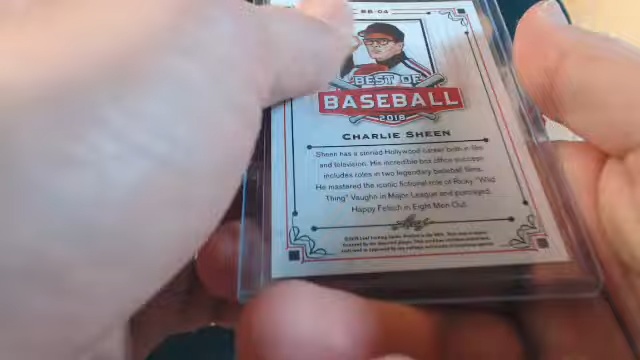 BB-04
BEST OF
BASEBALL
2018
CHARLIE SHEEN
Sheen has a storied Hollywood career both in film
and television. His incredible box office success
includes roles in two legendary baseball films.
He mastered the iconic fictional role of Ricky "Wild
Thing" Vaughn in Major League and portrayed
Happy Felsch in Eight Men Out.
Leaf